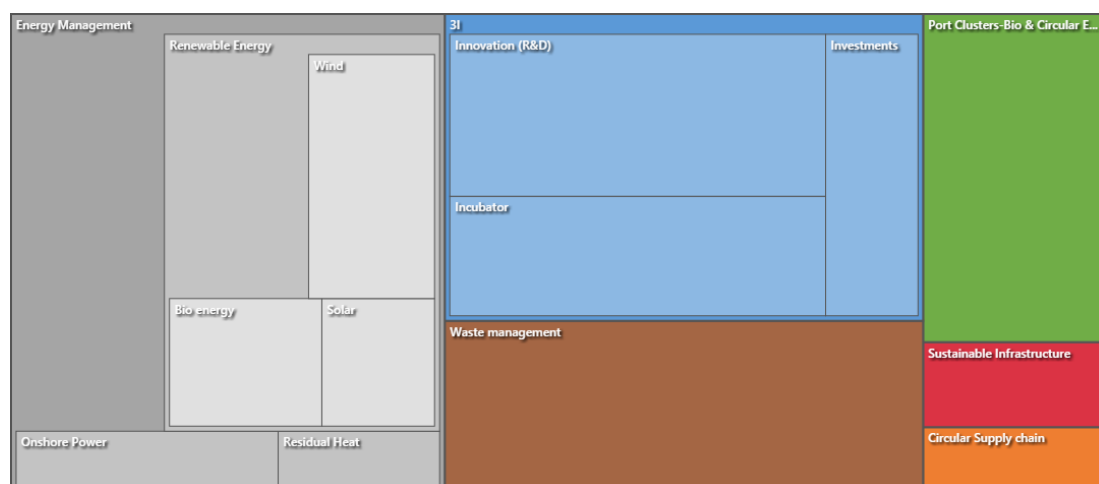 Energy Management
Renewable Energy
Wind
Bio energy
Solar
Onshore Power
Residual Heat
3I
Innovation (R&D)
Investments
Incubator
Waste management
Port Clusters-Bio & Circular E...
Sustainable Infrastructure
Circular Supply chain